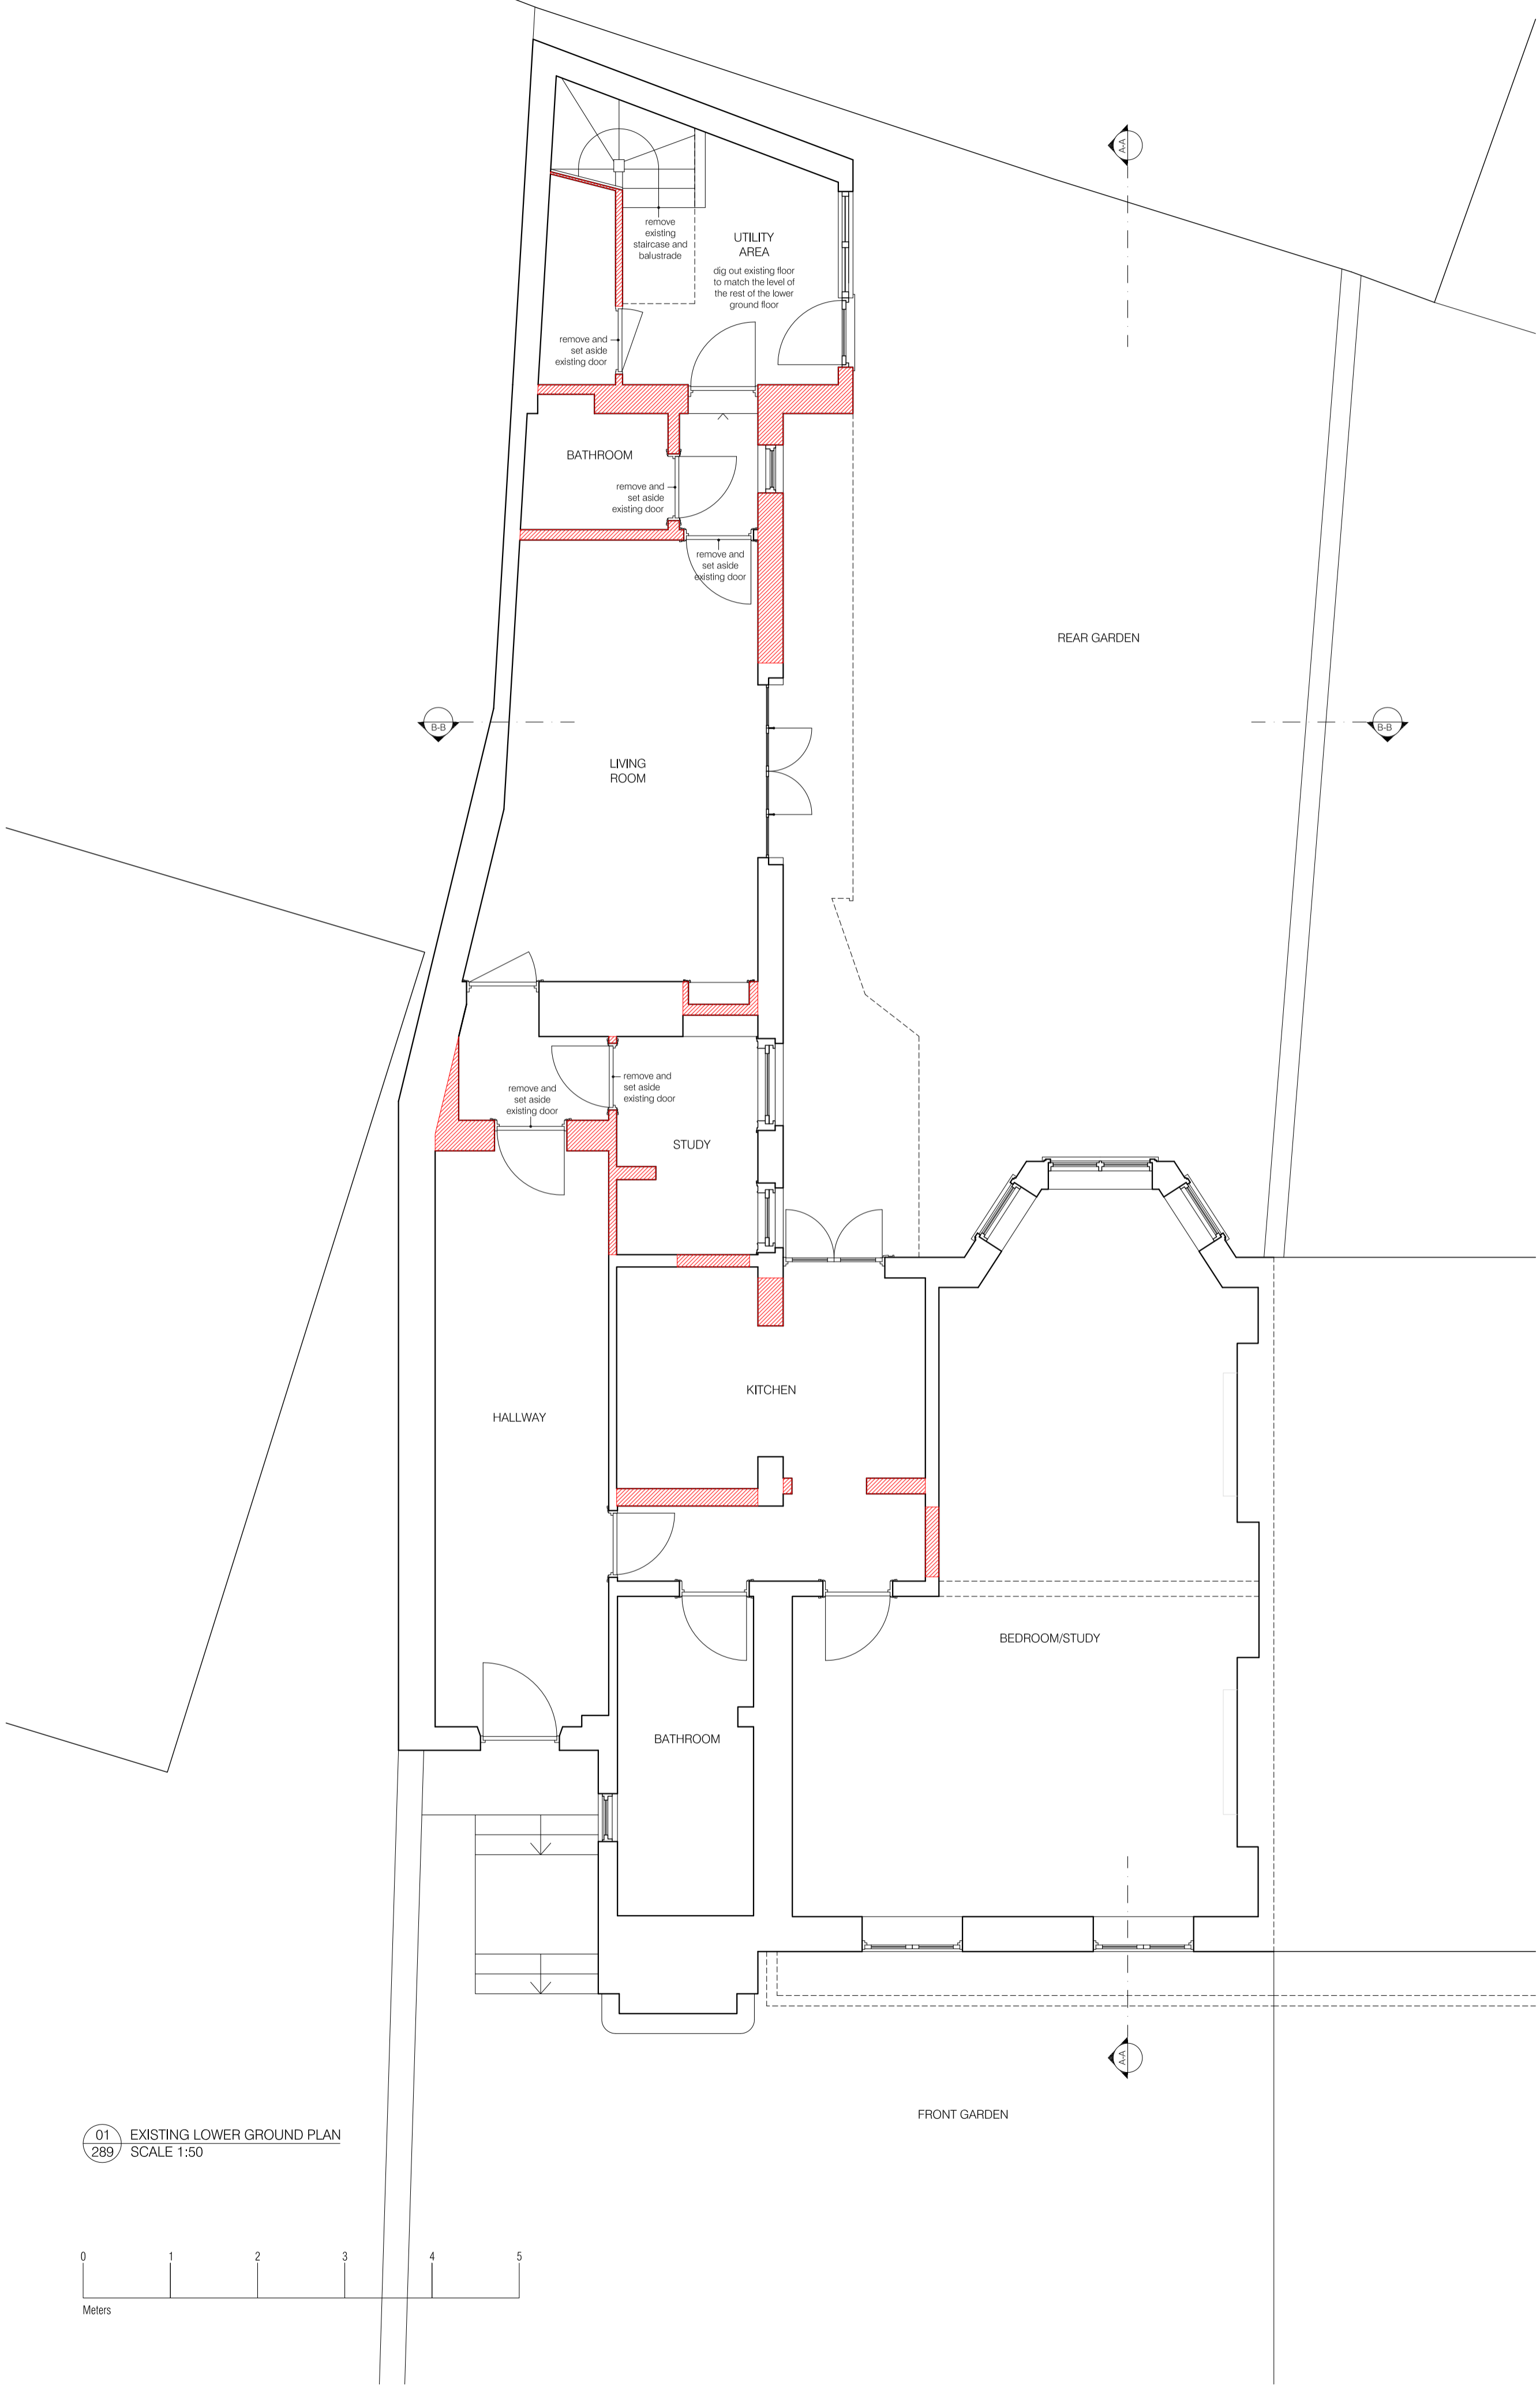 A-A
remove
existing
staircase and
balustrade
UTILITY
AREA
dig out existing floor
to match the level of
the rest of the lower
ground floor
remove and
set aside
existing door
BATHROOM
remove and
set aside
existing door
remove and
set aside
existing door
REAR GARDEN
B-B
B-B
LIVING
ROOM
remove and
set aside
existing door
remove and
set aside
existing door
STUDY
KITCHEN
HALLWAY
BEDROOM/STUDY
BATHROOM
A-A
FRONT GARDEN
01
289
EXISTING LOWER GROUND PLAN
SCALE 1:50
0 1 2 3 4 5
Meters